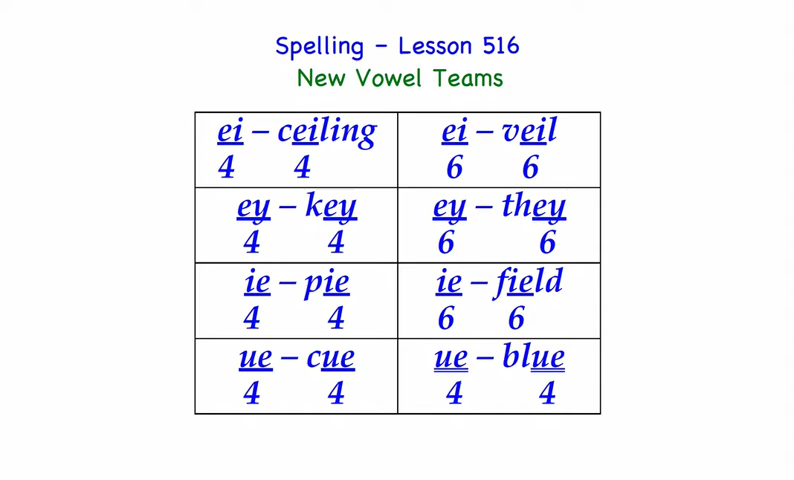 Spelling – Lesson 516
New Vowel Teams
ei – ceiling
4 4
ei – veil
6 6
ey – key
4 4
ey – they
6 6
ie – pie
4 4
ie – field
6 6
ue – cue
4 4
ue – blue
4 4